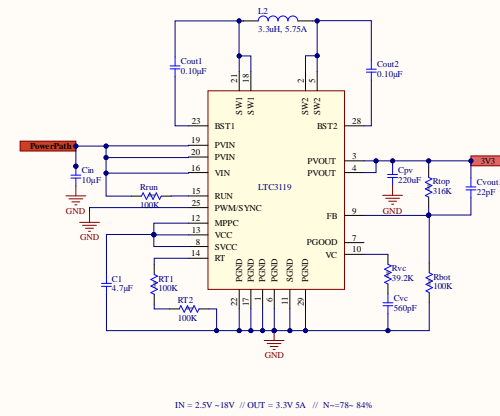 L2
3.3uH, 5.75A
Cout1
0.10µF
Cout2
0.10µF
21
18
2
5
SW1
SW1
SW2
SW2
23
BST1
BST2
28
PowerPath
19
PVIN
20
PVIN
16
VIN
PVOUT
3
PVOUT
4
3V3
Cin
10µF
GND
Rrun
100K
15
RUN
25
PWM/SYNC
GND
LTC3119
Cpv
220uF
GND
Rtop
316K
Cvout
22pF
FB
9
12
MPPC
13
VCC
8
SVCC
14
RT
PGOOD
7
VC
10
C1
4.7µF
RT1
100K
RT2
100K
Rvc
39.2K
Cvc
560pF
Rbot
100K
PGND
PGND
PGND
PGND
SGND
PGND
22
17
1
6
11
29
GND
IN = 2.5V ~18V // OUT = 3.3V 5A // N~=78~ 84%